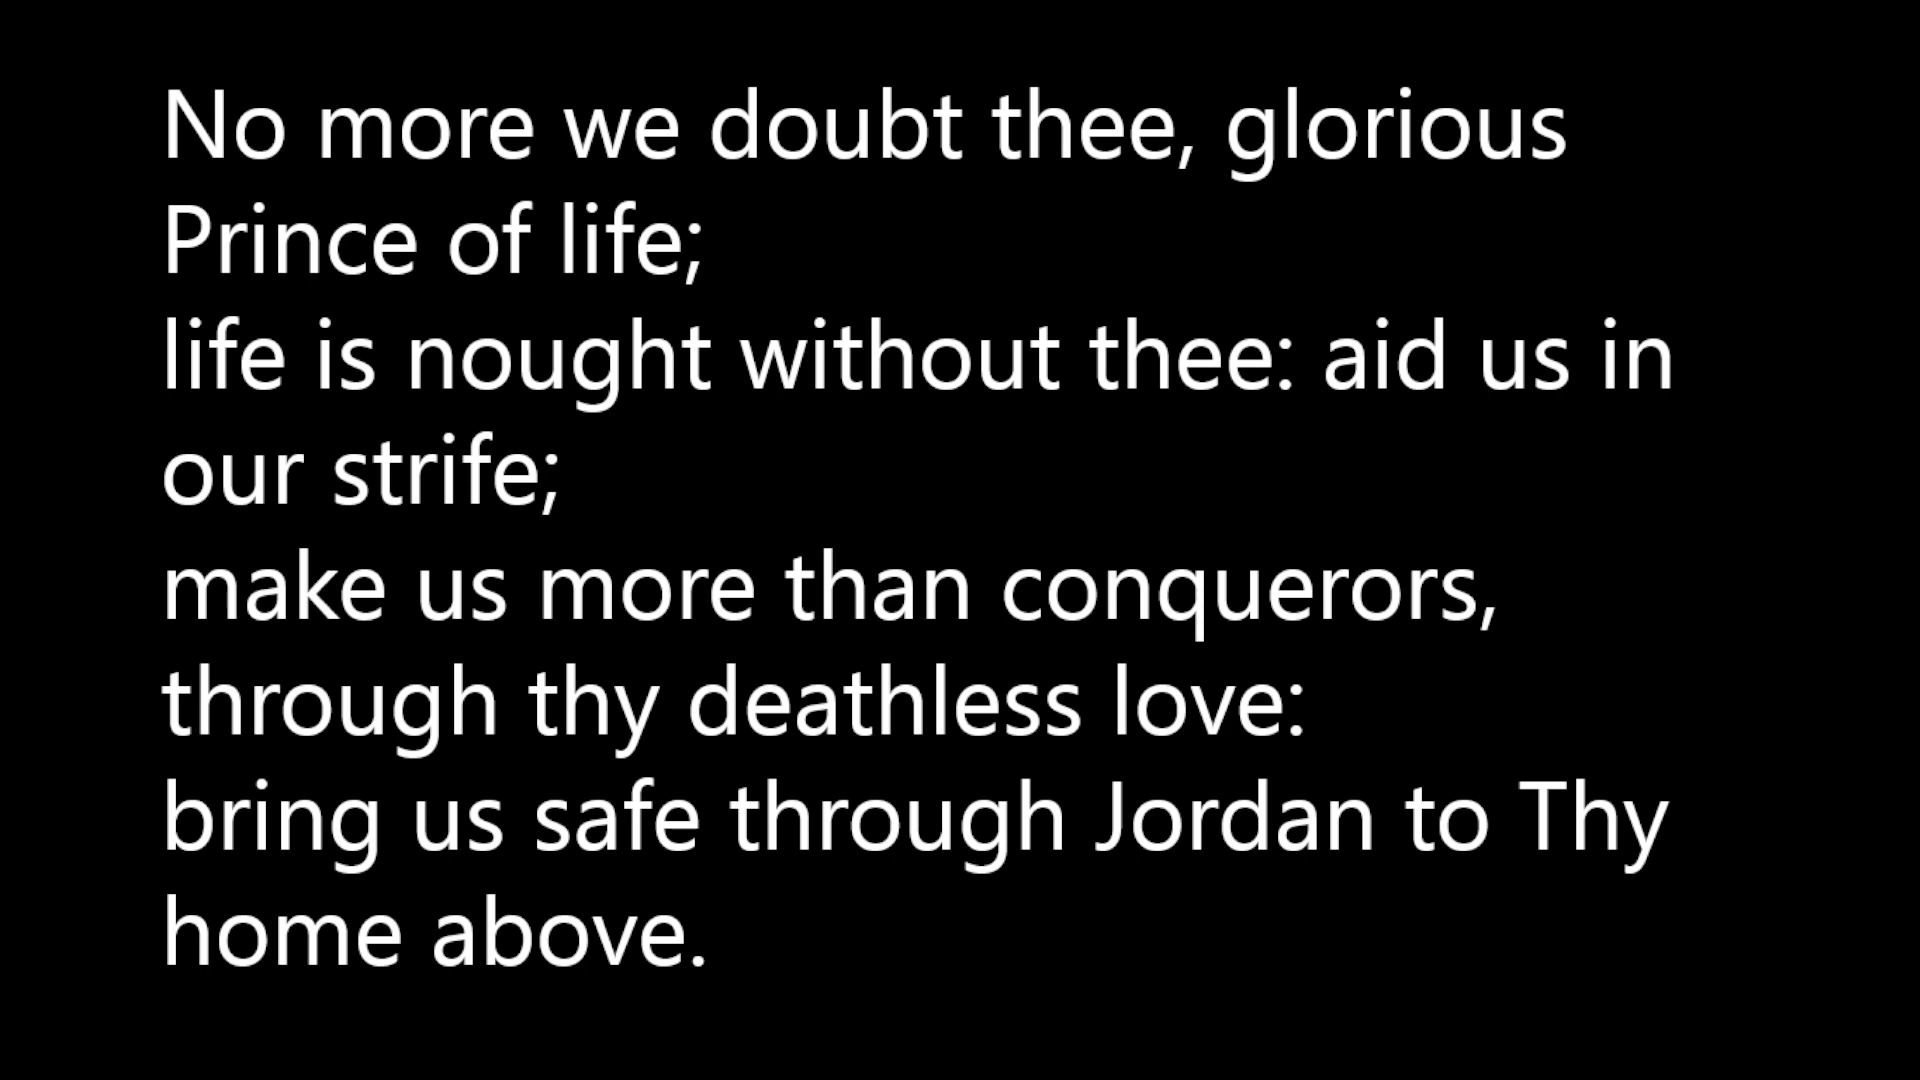 No more we doubt thee, glorious
Prince of life;
life is nought without thee: aid us in
our strife;
make us more than conquerors,
through thy deathless love:
bring us safe through Jordan to Thy
home above.